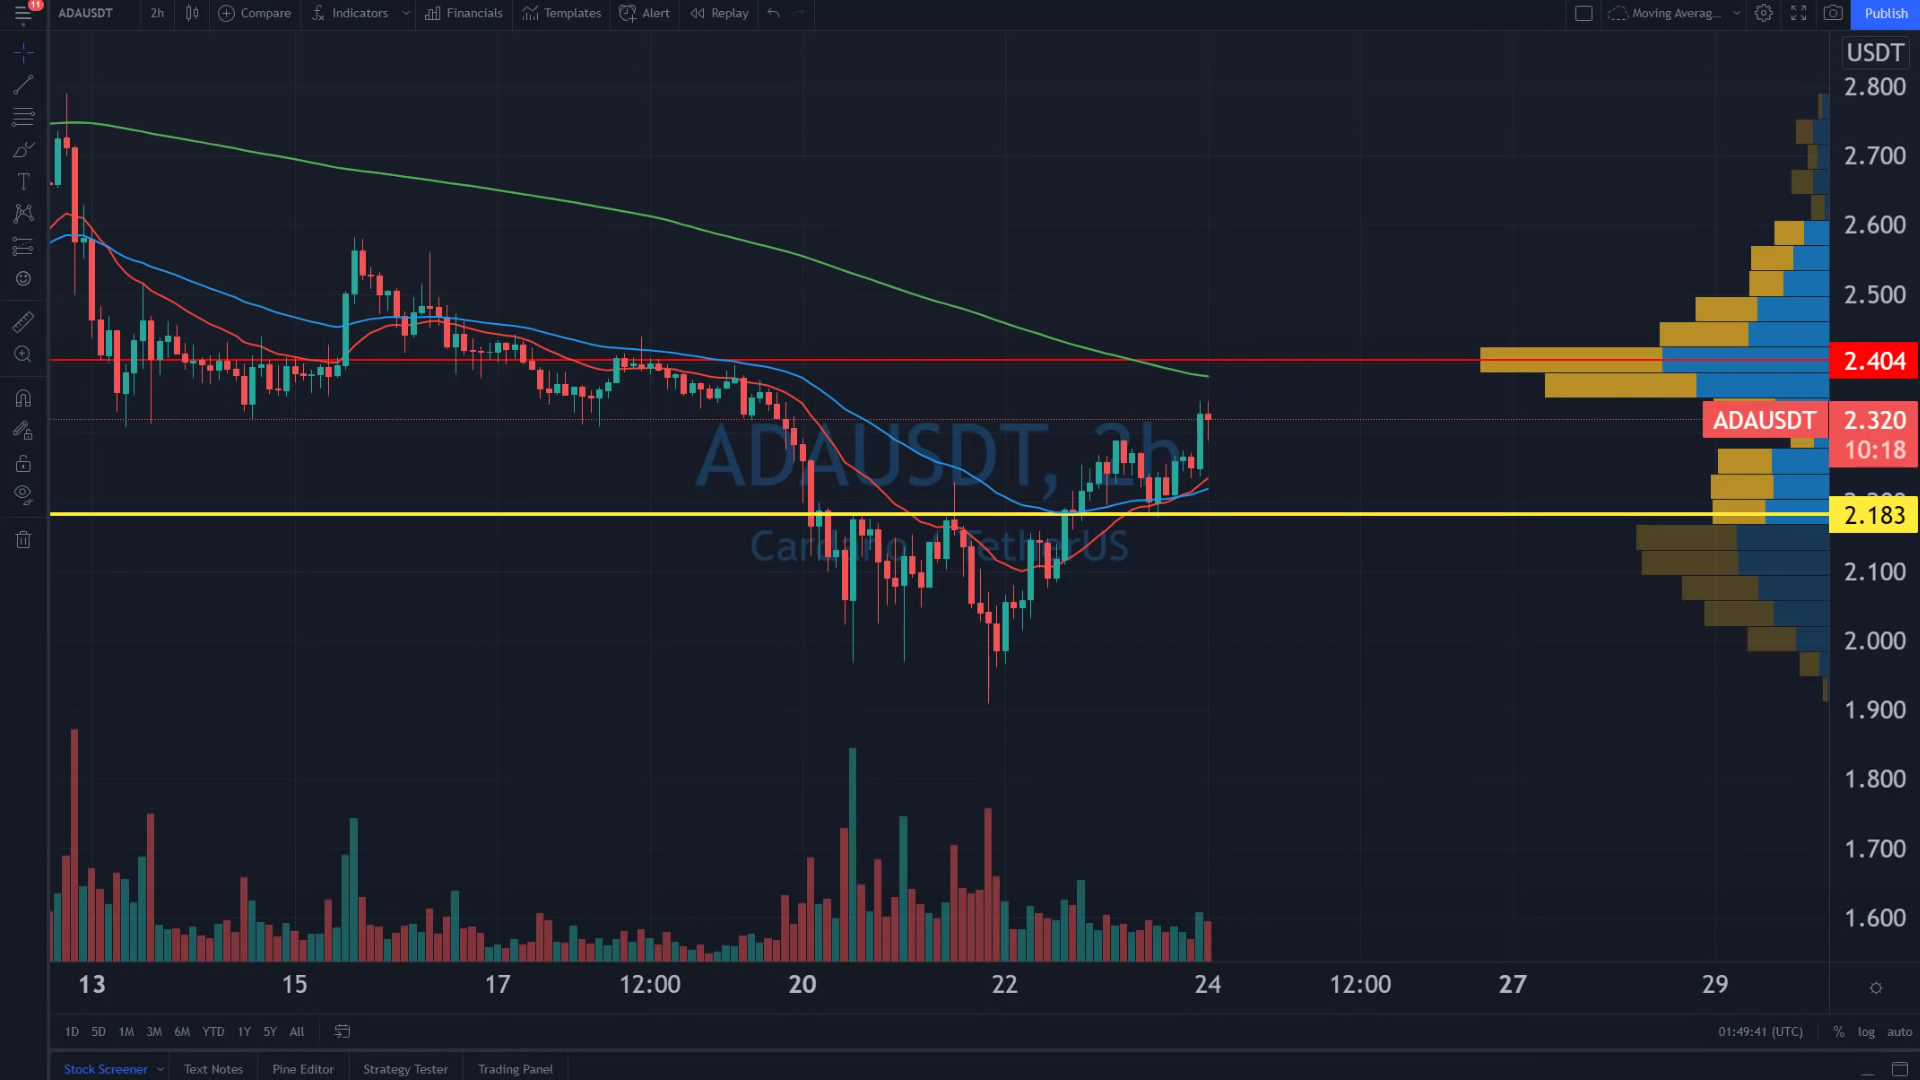 11 ADAUSDT 2h Compare Indicators Financials Templates Alert Replay Moving Averag... Publish
USDT
2.800
2.700
2.600
2.500
2.404
ADAUSDT 2.320
10:18
2.183
2.100
2.000
1.900
1.800
1.700
1.600
ADAUSDT, 2h
Cardano / TetherUS
13 15 17 12:00 20 22 24 12:00 27 29
1D 5D 1M 3M 6M YTD 1Y 5Y All 01:49:41 (UTC) % log auto
Stock Screener Text Notes Pine Editor Strategy Tester Trading Panel